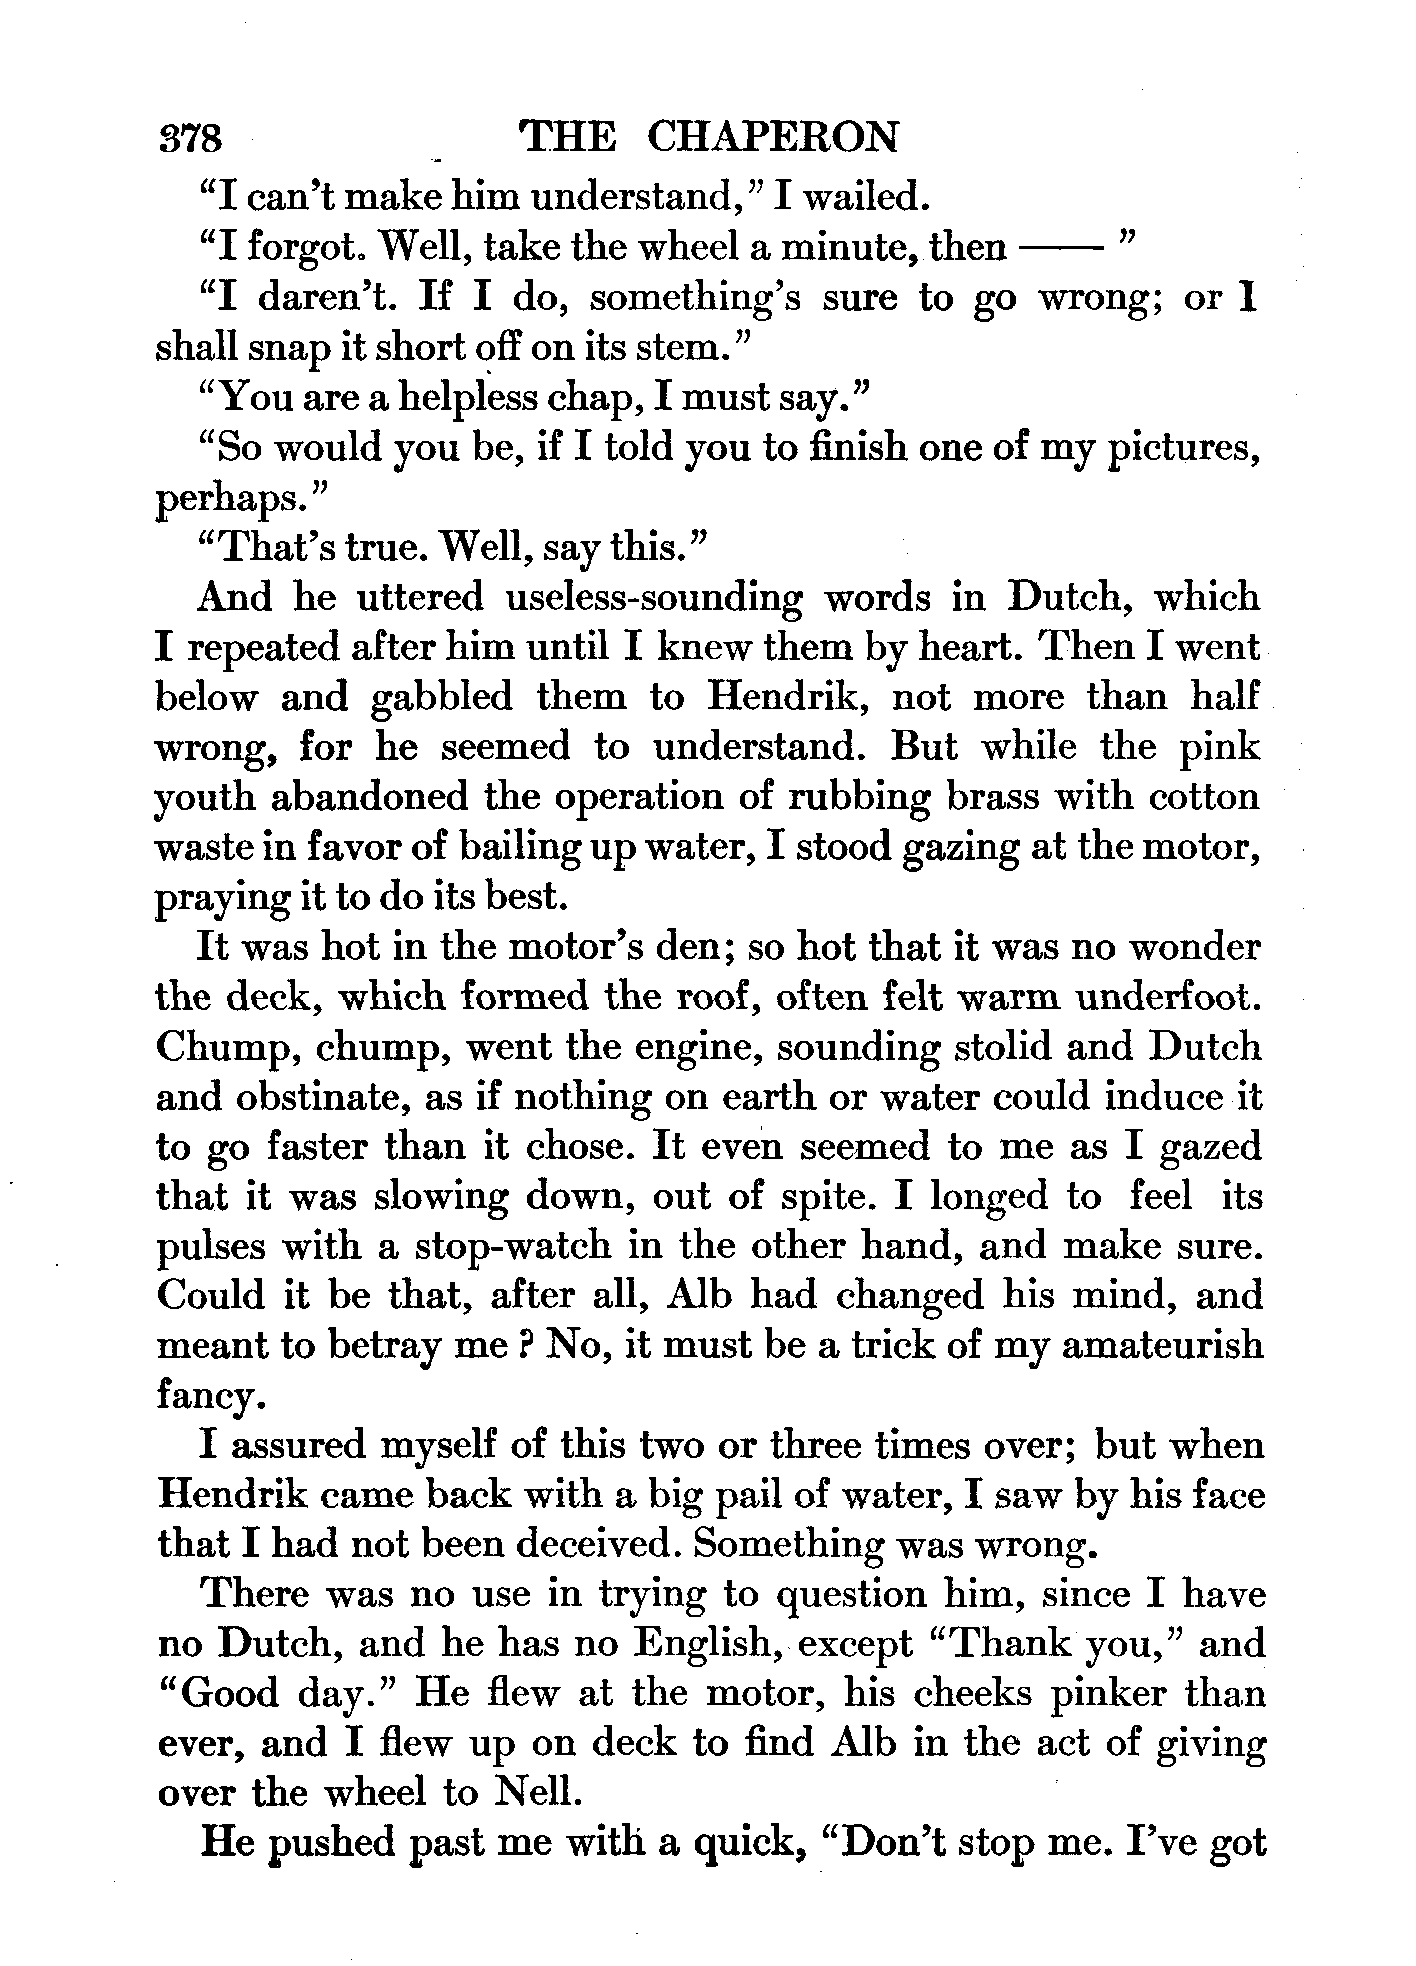 378 THE CHAPERON
"I can't make him understand," I wailed.
"I forgot. Well, take the wheel a minute, then —— "
"I daren't. If I do, something's sure to go wrong; or I
shall snap it short off on its stem."
"You are a helpless chap, I must say."
"So would you be, if I told you to finish one of my pictures,
perhaps."
"That's true. Well, say this."
And he uttered useless-sounding words in Dutch, which
I repeated after him until I knew them by heart. Then I went
below and gabbled them to Hendrik, not more than half
wrong, for he seemed to understand. But while the pink
youth abandoned the operation of rubbing brass with cotton
waste in favor of bailing up water, I stood gazing at the motor,
praying it to do its best.
It was hot in the motor's den; so hot that it was no wonder
the deck, which formed the roof, often felt warm underfoot.
Chump, chump, went the engine, sounding stolid and Dutch
and obstinate, as if nothing on earth or water could induce it
to go faster than it chose. It even seemed to me as I gazed
that it was slowing down, out of spite. I longed to feel its
pulses with a stop-watch in the other hand, and make sure.
Could it be that, after all, Alb had changed his mind, and
meant to betray me? No, it must be a trick of my amateurish
fancy.
I assured myself of this two or three times over; but when
Hendrik came back with a big pail of water, I saw by his face
that I had not been deceived. Something was wrong.
There was no use in trying to question him, since I have
no Dutch, and he has no English, except "Thank you," and
"Good day." He flew at the motor, his cheeks pinker than
ever, and I flew up on deck to find Alb in the act of giving
over the wheel to Nell.
He pushed past me with a quick, "Don't stop me. I've got